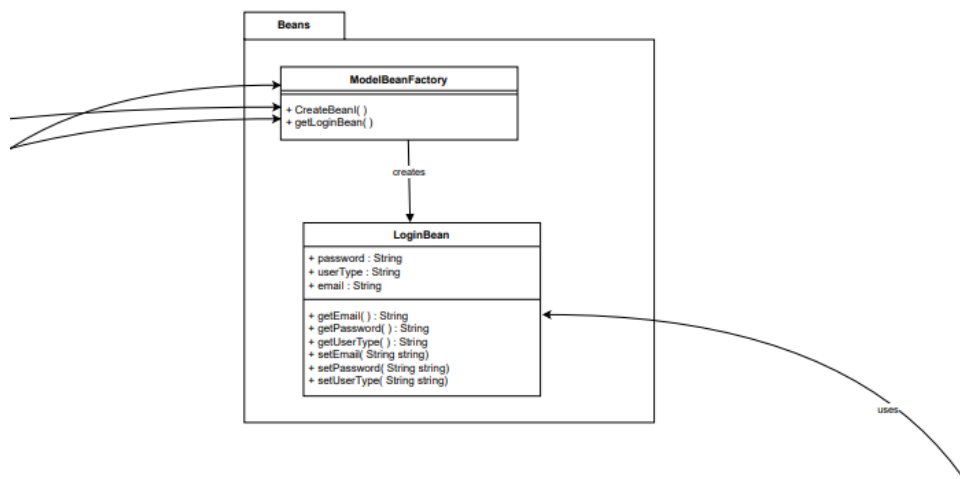 Beans
ModelBeanFactory
+ CreateBeanI( )
+ getLoginBean( )
creates
LoginBean
+ password : String
+ userType : String
+ email : String
+ getEmail( ) : String
+ getPassword( ) : String
+ getUserType( ) : String
+ setEmail( String string)
+ setPassword( String string)
+ setUserType( String string)
uses